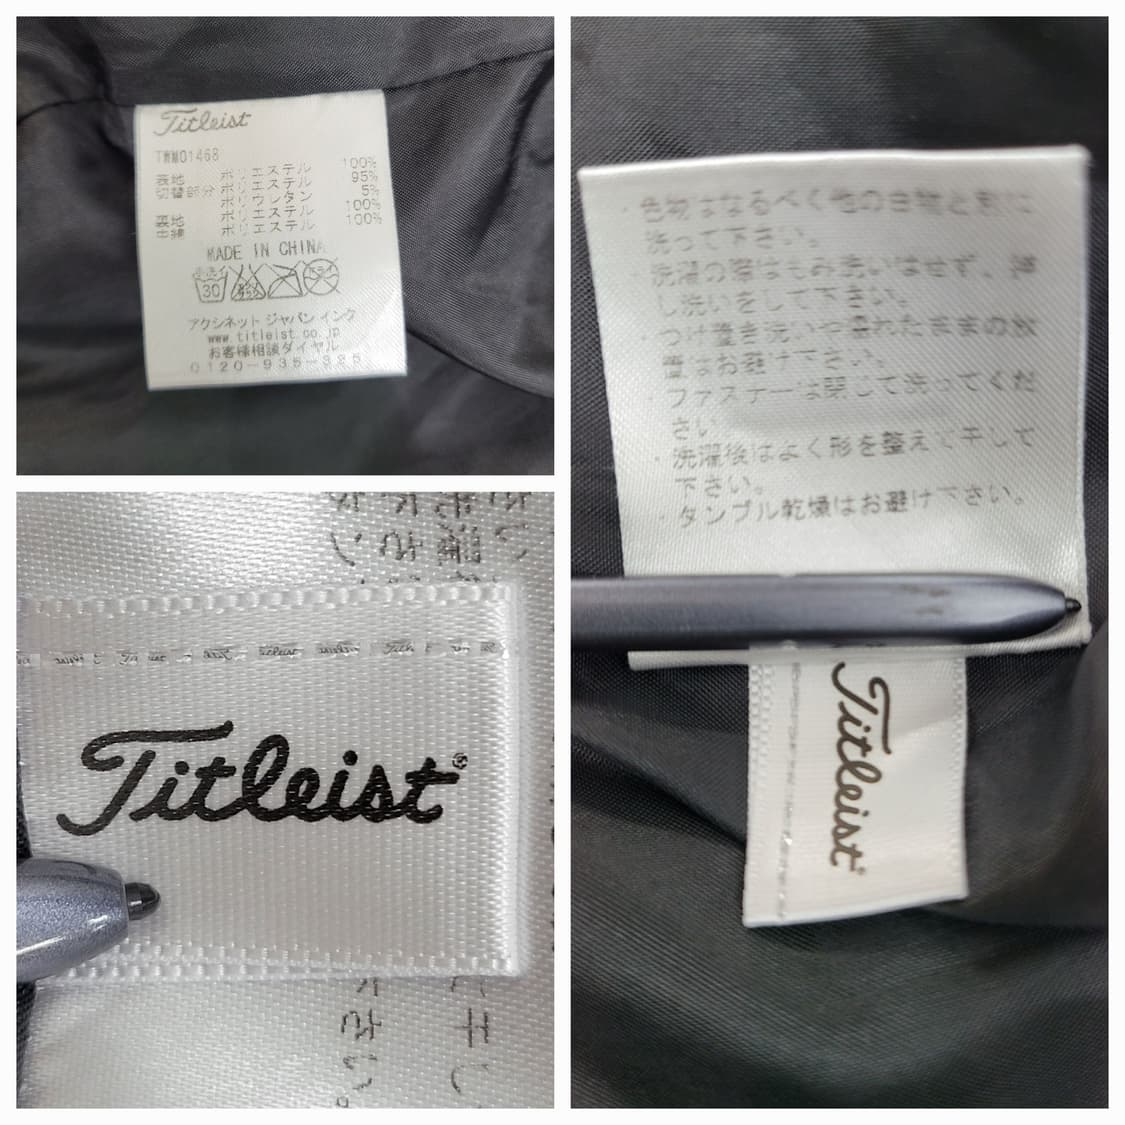 Titleist
TWM01468
表地 ポリエステル 100%
切替部分 ポリエステル 95%
ポリウレタン 5%
裏地 ポリエステル 100%
中綿 ポリエステル 100%
MADE IN CHINA
30
ドライ
アクシネット ジャパン インク
www.titleist.co.jp
お客様相談ダイヤル
0120-935-325
・色物はなるべく他の白物と別に
洗って下さい。
洗濯の際はもみ洗いはせず、押
し洗いをして下さい。
・つけ置き洗いや濡れたままの放
置はお避け下さい。
・ファスナーは閉じて洗ってくだ
さい
・洗濯後はよく形を整えて干して
下さい。
・タンブル乾燥はお避け下さい。
Titleist
Titleist®